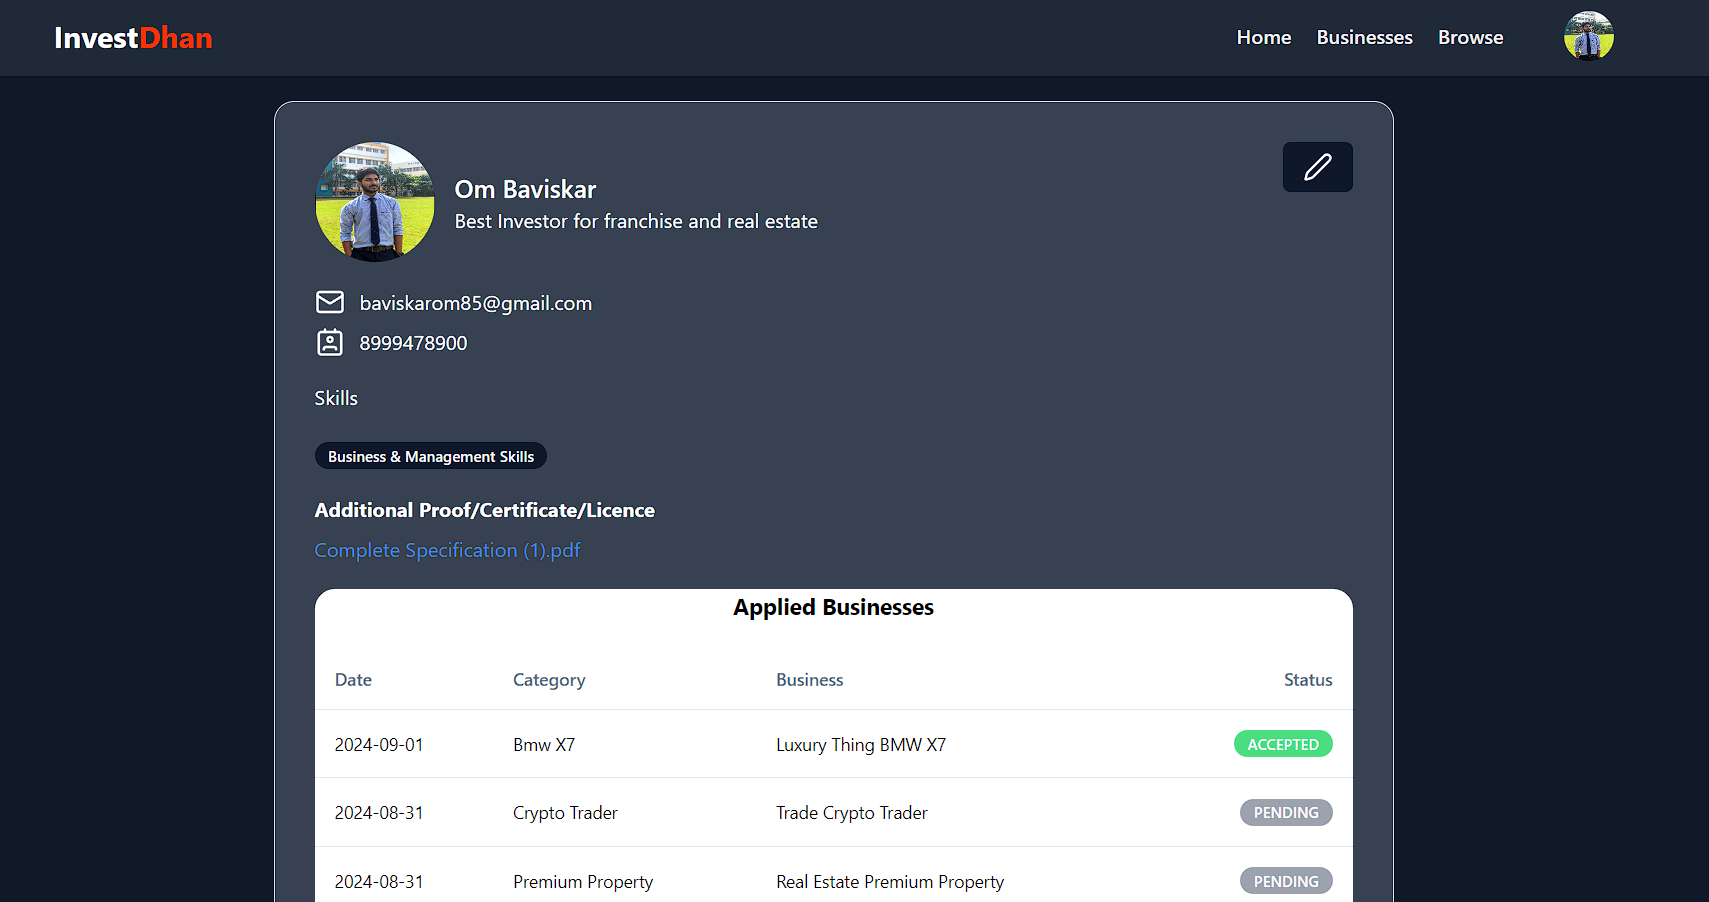 InvestDhan
Home Businesses Browse
Om Baviskar
Best Investor for franchise and real estate
baviskarom85@gmail.com
8999478900
Skills
Business & Management Skills
Additional Proof/Certificate/Licence
Complete Specification (1).pdf
Applied Businesses
Date Category Business Status
2024-09-01 Bmw X7 Luxury Thing BMW X7 ACCEPTED
2024-08-31 Crypto Trader Trade Crypto Trader PENDING
2024-08-31 Premium Property Real Estate Premium Property PENDING